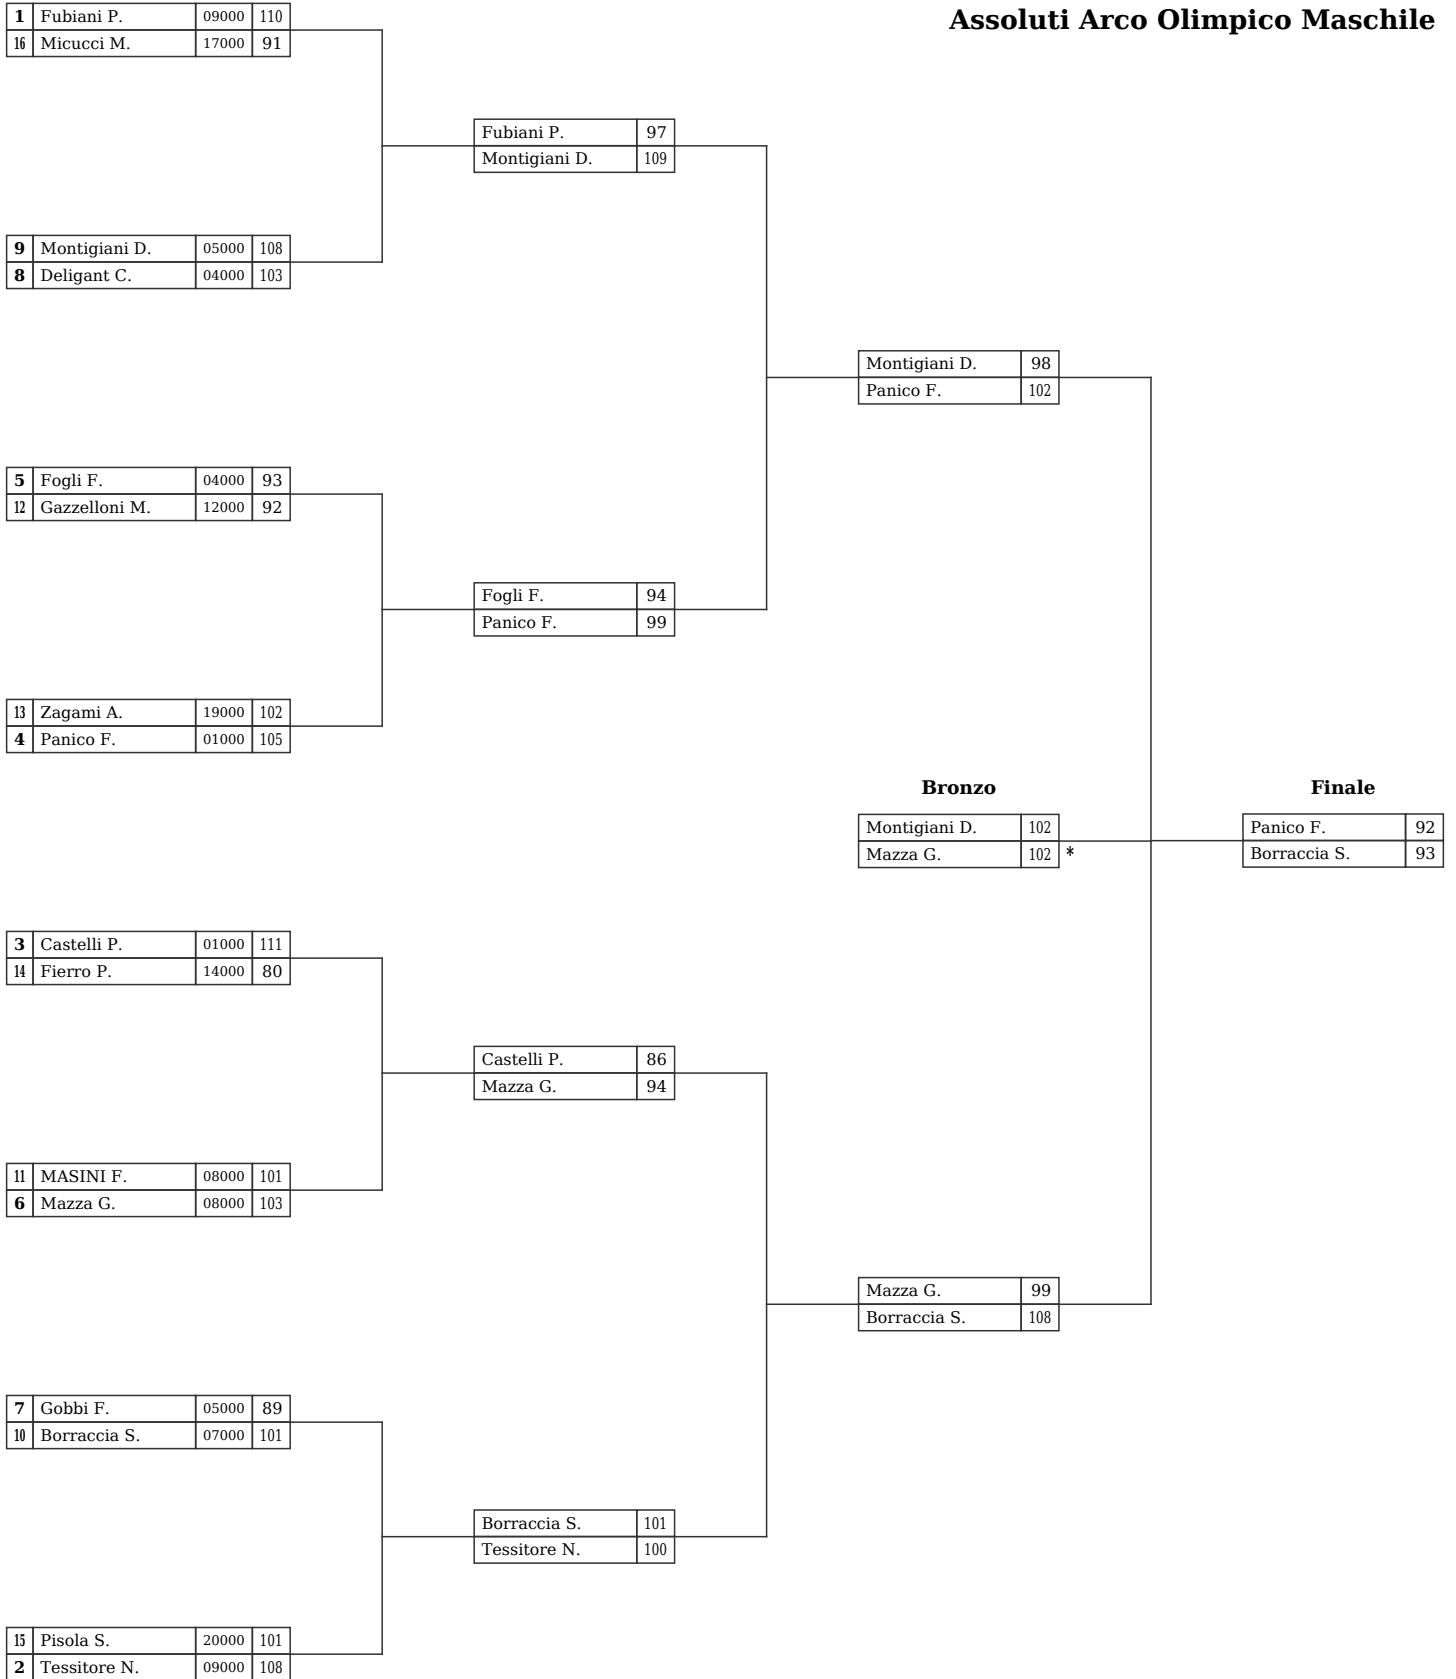 Assoluti Arco Olimpico Maschile
1 Fubiani P. 09000 110
16 Micucci M. 17000 91
Fubiani P. 97
Montigiani D. 109
9 Montigiani D. 05000 108
8 Deligant C. 04000 103
Montigiani D. 98
Panico F. 102
5 Fogli F. 04000 93
12 Gazzelloni M. 12000 92
Fogli F. 94
Panico F. 99
13 Zagami A. 19000 102
4 Panico F. 01000 105
Bronzo
Finale
Montigiani D. 102
Mazza G. 102 *
Panico F. 92
Borraccia S. 93
3 Castelli P. 01000 111
14 Fierro P. 14000 80
Castelli P. 86
Mazza G. 94
11 MASINI F. 08000 101
6 Mazza G. 08000 103
Mazza G. 99
Borraccia S. 108
7 Gobbi F. 05000 89
10 Borraccia S. 07000 101
Borraccia S. 101
Tessitore N. 100
15 Pisola S. 20000 101
2 Tessitore N. 09000 108